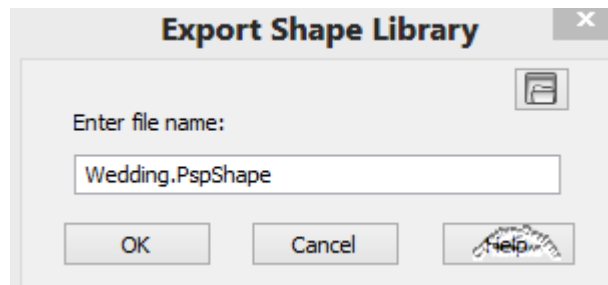 Export Shape Library
Enter file name:
Wedding.PspShape
OK Cancel Help